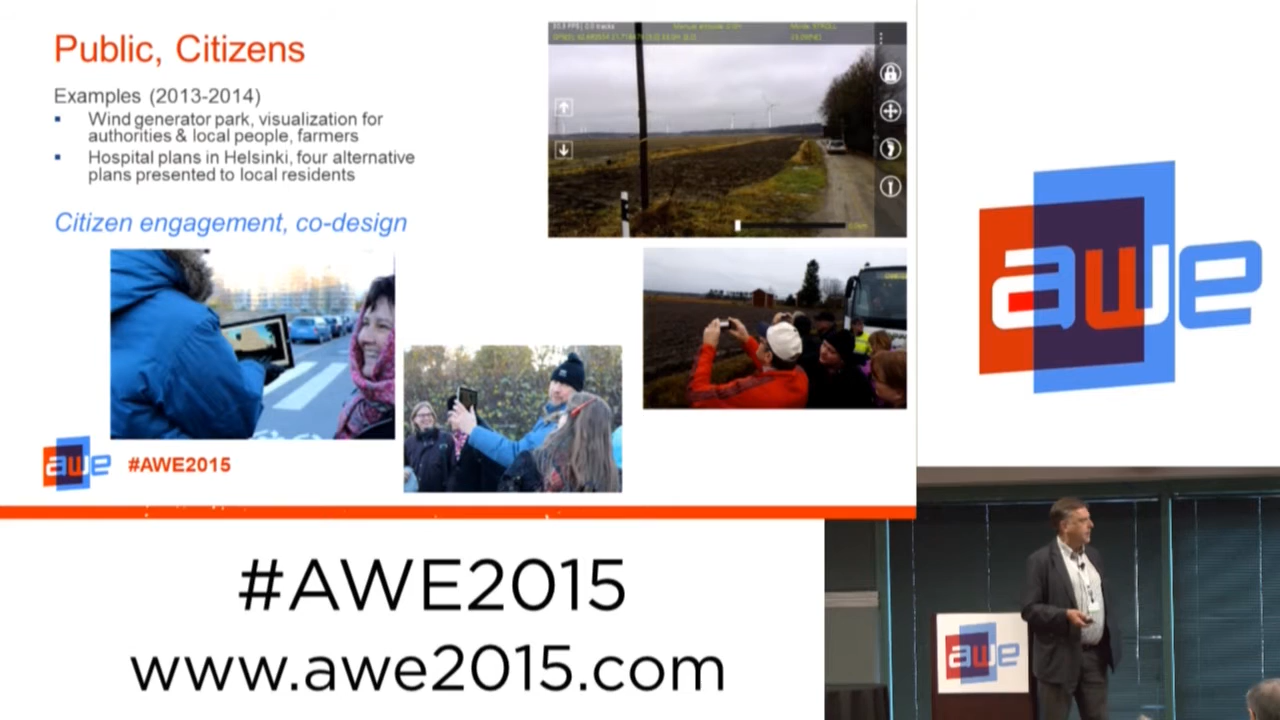 Public, Citizens
Examples (2013-2014)
▪ Wind generator park, visualization for
authorities & local people, farmers
▪ Hospital plans in Helsinki, four alternative
plans presented to local residents
Citizen engagement, co-design
awe
#AWE2015
awe
#AWE2015
www.awe2015.com
awe